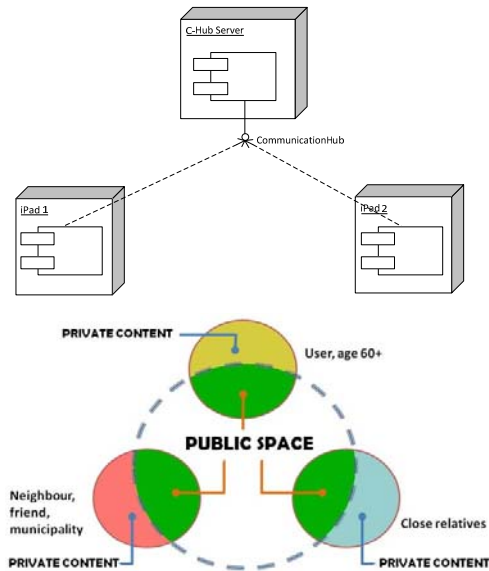 C-Hub Server
CommunicationHub
iPad 1
iPad 2
PRIVATE CONTENT
User, age 60+
PUBLIC SPACE
Neighbour,
friend,
municipality
Close relatives
PRIVATE CONTENT
PRIVATE CONTENT